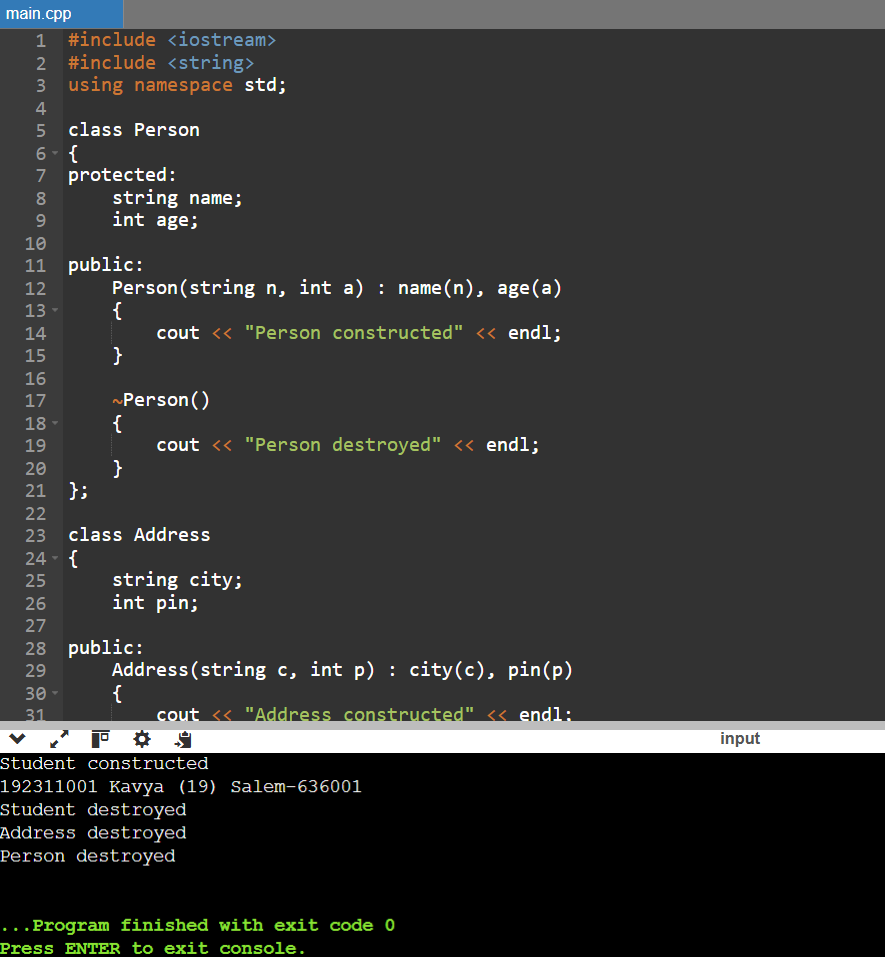 main.cpp
1 #include <iostream>
2 #include <string>
3 using namespace std;
4
5 class Person
6 {
7 protected:
8     string name;
9     int age;
10
11 public:
12     Person(string n, int a) : name(n), age(a)
13     {
14         cout << "Person constructed" << endl;
15     }
16
17     ~Person()
18     {
19         cout << "Person destroyed" << endl;
20     }
21 };
22
23 class Address
24 {
25     string city;
26     int pin;
27
28 public:
29     Address(string c, int p) : city(c), pin(p)
30     {
31         cout << "Address constructed" << endl;
input
Student constructed
192311001 Kavya (19) Salem-636001
Student destroyed
Address destroyed
Person destroyed
...Program finished with exit code 0
Press ENTER to exit console.